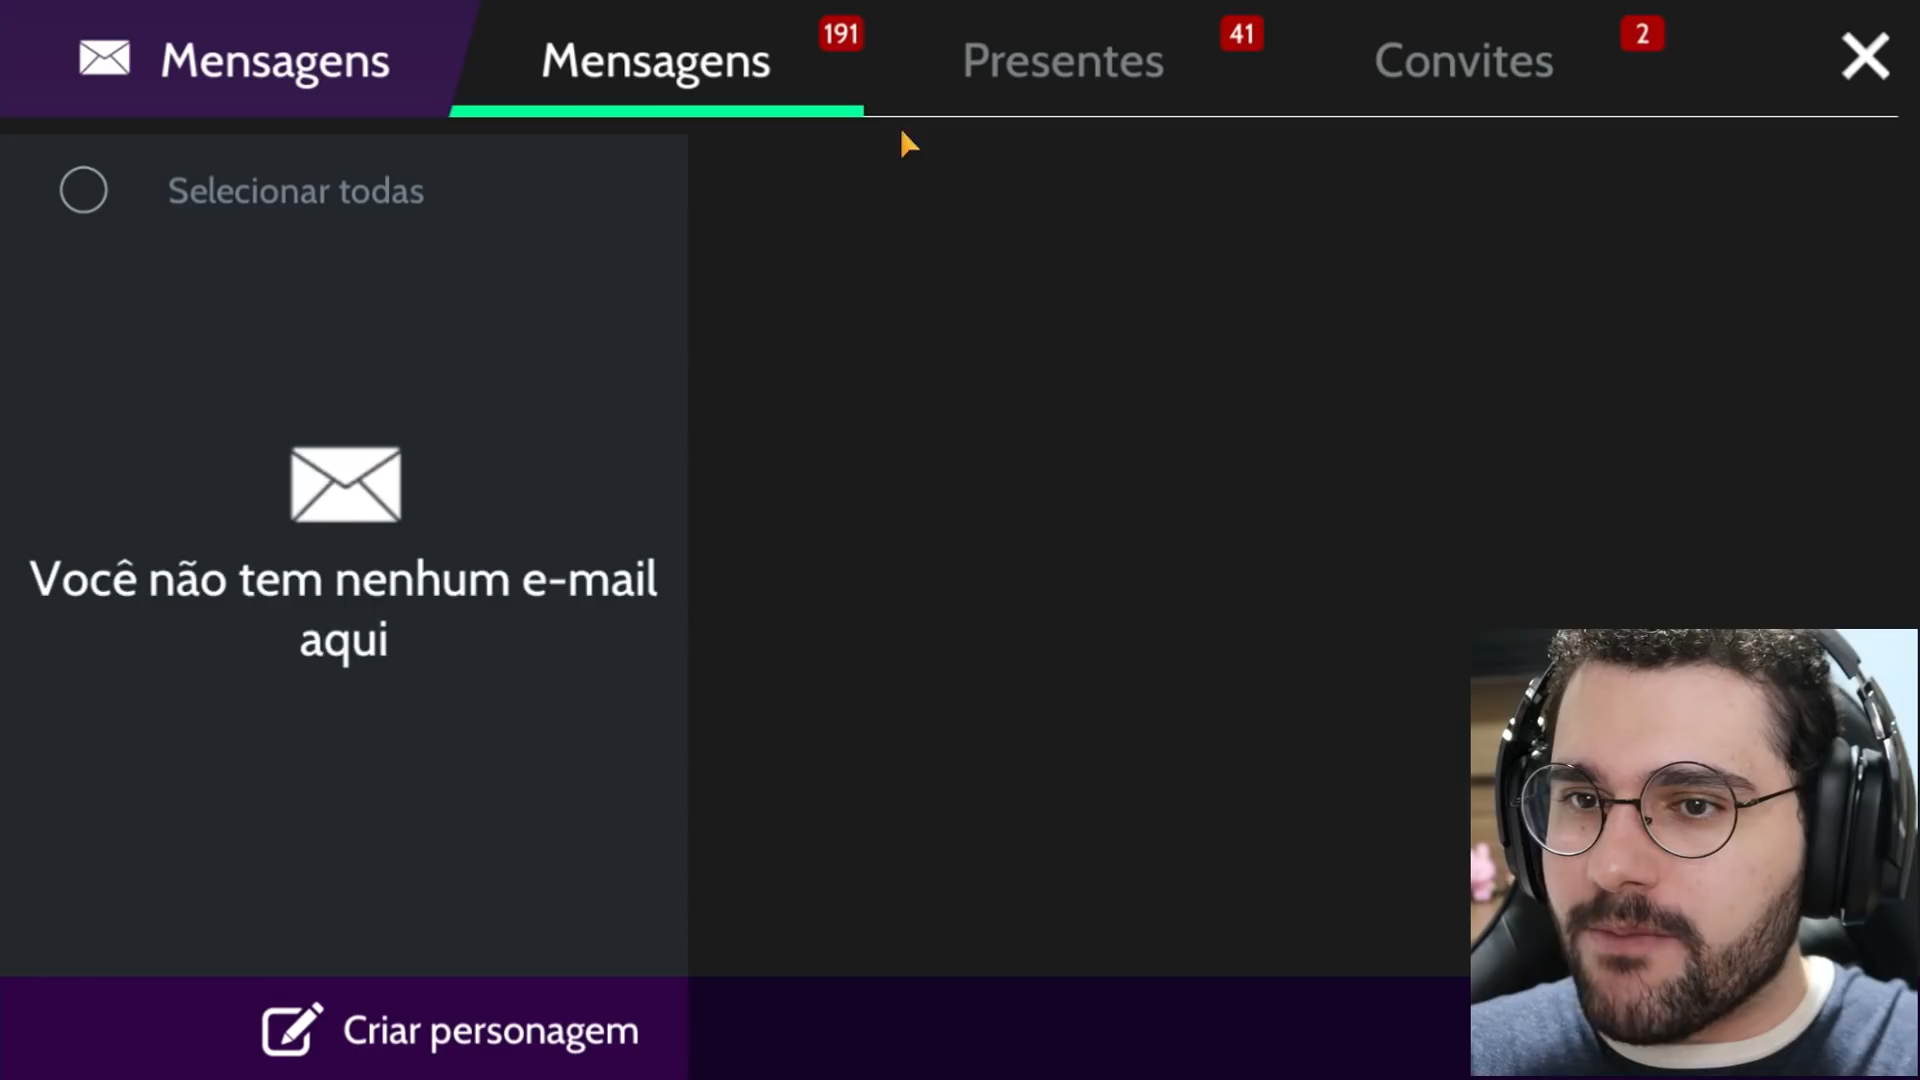 Mensagens
Mensagens 191
Presentes 41
Convites 2
Selecionar todas
Você não tem nenhum e-mail
aqui
Criar personagem